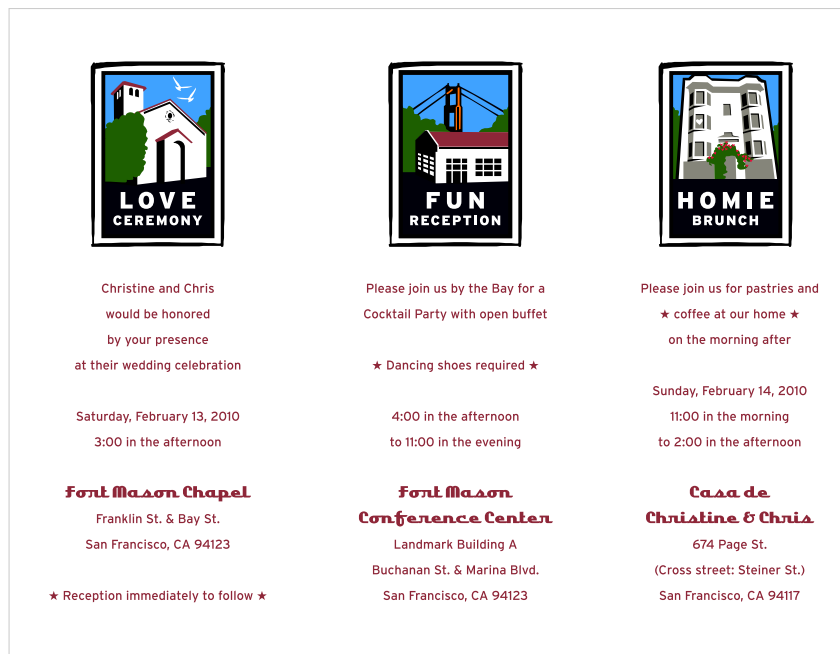 LOVE
CEREMONY
Christine and Chris
would be honored
by your presence
at their wedding celebration
Saturday, February 13, 2010
3:00 in the afternoon
Fort Mason Chapel
Franklin St. & Bay St.
San Francisco, CA 94123
★ Reception immediately to follow ★
FUN
RECEPTION
Please join us by the Bay for a
Cocktail Party with open buffet
★ Dancing shoes required ★
4:00 in the afternoon
to 11:00 in the evening
Fort Mason
Conference Center
Landmark Building A
Buchanan St. & Marina Blvd.
San Francisco, CA 94123
HOMIE
BRUNCH
Please join us for pastries and
★ coffee at our home ★
on the morning after
Sunday, February 14, 2010
11:00 in the morning
to 2:00 in the afternoon
Casa de
Christine & Chris
674 Page St.
(Cross street: Steiner St.)
San Francisco, CA 94117